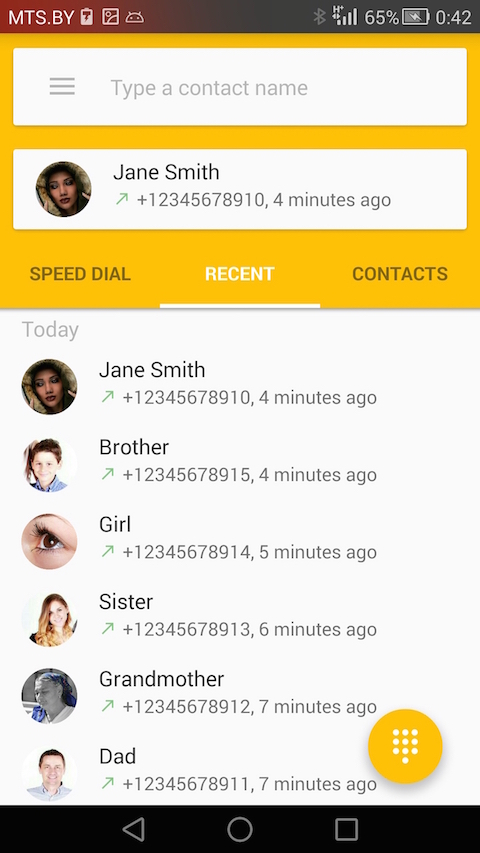 MTS.BY 65% 0:42
Type a contact name
Jane Smith
+12345678910, 4 minutes ago
SPEED DIAL RECENT CONTACTS
Today
Jane Smith
+12345678910, 4 minutes ago
Brother
+12345678915, 4 minutes ago
Girl
+12345678914, 5 minutes ago
Sister
+12345678913, 6 minutes ago
Grandmother
+12345678912, 7 minutes ago
Dad
+12345678911, 7 minutes ago